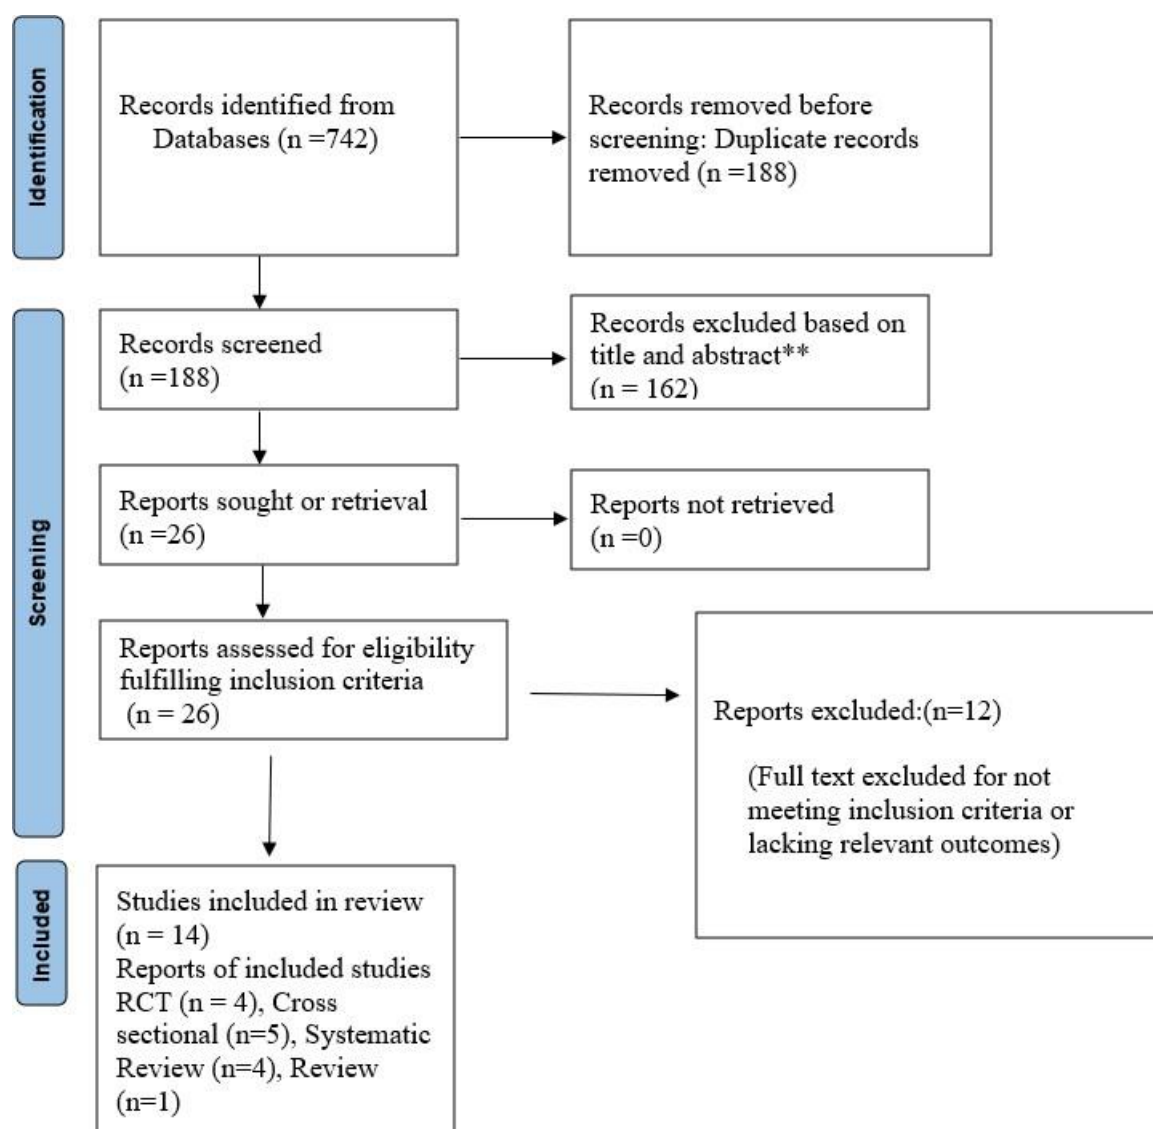 Identification
Records identified from
Databases (n =742)
Records removed before
screening: Duplicate records
removed (n =188)
Screening
Records screened
(n =188)
Records excluded based on
title and abstract**
(n = 162)
Reports sought or retrieval
(n =26)
Reports not retrieved
(n =0)
Reports assessed for eligibility
fulfilling inclusion criteria
(n = 26)
Reports excluded:(n=12)
(Full text excluded for not
meeting inclusion criteria or
lacking relevant outcomes)
Included
Studies included in review
(n = 14)
Reports of included studies
RCT (n = 4), Cross
sectional (n=5), Systematic
Review (n=4), Review
(n=1)